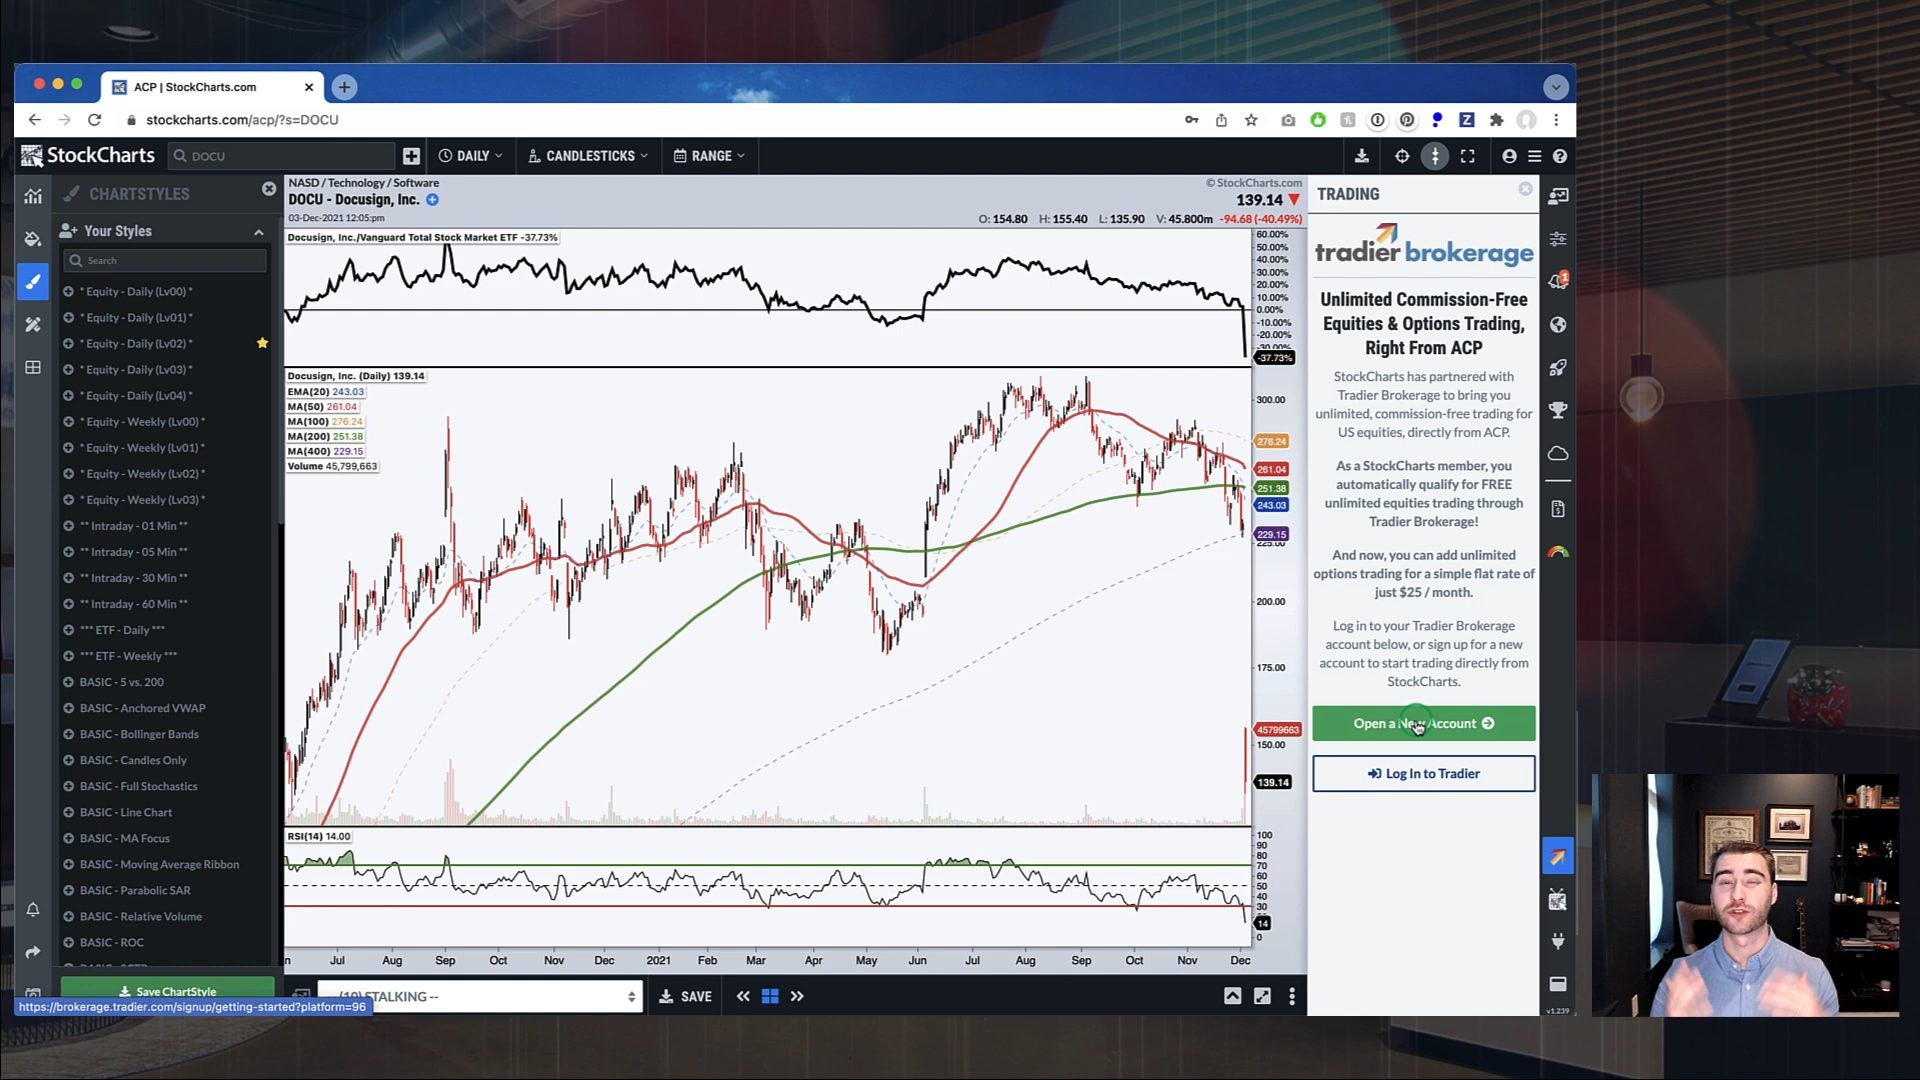 ACP | StockCharts.com
stockcharts.com/acp/?s=DOCU
StockCharts
DOCU
DAILY
CANDLESTICKS
RANGE
CHARTSTYLES
Your Styles
Search
* Equity - Daily (Lv00) *
* Equity - Daily (Lv01) *
* Equity - Daily (Lv02) *
* Equity - Daily (Lv03) *
* Equity - Daily (Lv04) *
* Equity - Weekly (Lv00) *
* Equity - Weekly (Lv01) *
* Equity - Weekly (Lv02) *
* Equity - Weekly (Lv03) *
** Intraday - 01 Min **
** Intraday - 05 Min **
** Intraday - 30 Min **
** Intraday - 60 Min **
*** ETF - Daily ***
*** ETF - Weekly ***
BASIC - 5 vs. 200
BASIC - Anchored VWAP
BASIC - Bollinger Bands
BASIC - Candles Only
BASIC - Full Stochastics
BASIC - Line Chart
BASIC - MA Focus
BASIC - Moving Average Ribbon
BASIC - Parabolic SAR
BASIC - Relative Volume
BASIC - ROC
Save ChartStyle
https://brokerage.tradier.com/signup/getting-started?platform=96
NASD / Technology / Software
© StockCharts.com
DOCU - Docusign, Inc.
139.14
03-Dec-2021 12:05pm
O: 154.80 H: 155.40 L: 135.90 V: 45.800m -94.68 (-40.49%)
Docusign, Inc./Vanguard Total Stock Market ETF -37.73%
60.00%
50.00%
40.00%
30.00%
20.00%
10.00%
0.00%
-10.00%
-20.00%
-30.00%
-37.73%
Docusign, Inc. (Daily) 139.14
EMA(20) 243.03
MA(50) 261.04
MA(100) 276.24
MA(200) 251.38
MA(400) 229.15
Volume 45,799,663
300.00
276.24
261.04
251.38
243.03
229.15
225.00
200.00
175.00
45799663
150.00
139.14
RSI(14) 14.00
100
90
80
70
60
50
40
30
14
0
n Jul Aug Sep Oct Nov Dec 2021 Feb Mar Apr May Jun Jul Aug Sep Oct Nov Dec
(10) STALKING --
SAVE
TRADING
tradier brokerage
Unlimited Commission-Free
Equities & Options Trading,
Right From ACP
StockCharts has partnered with
Tradier Brokerage to bring you
unlimited, commission-free trading for
US equities, directly from ACP.
As a StockCharts member, you
automatically qualify for FREE
unlimited equities trading through
Tradier Brokerage!
And now, you can add unlimited
options trading for a simple flat rate of
just $25 / month.
Log in to your Tradier Brokerage
account below, or sign up for a new
account to start trading directly from
StockCharts.
Open a New Account
Log In to Tradier
1
v1.239